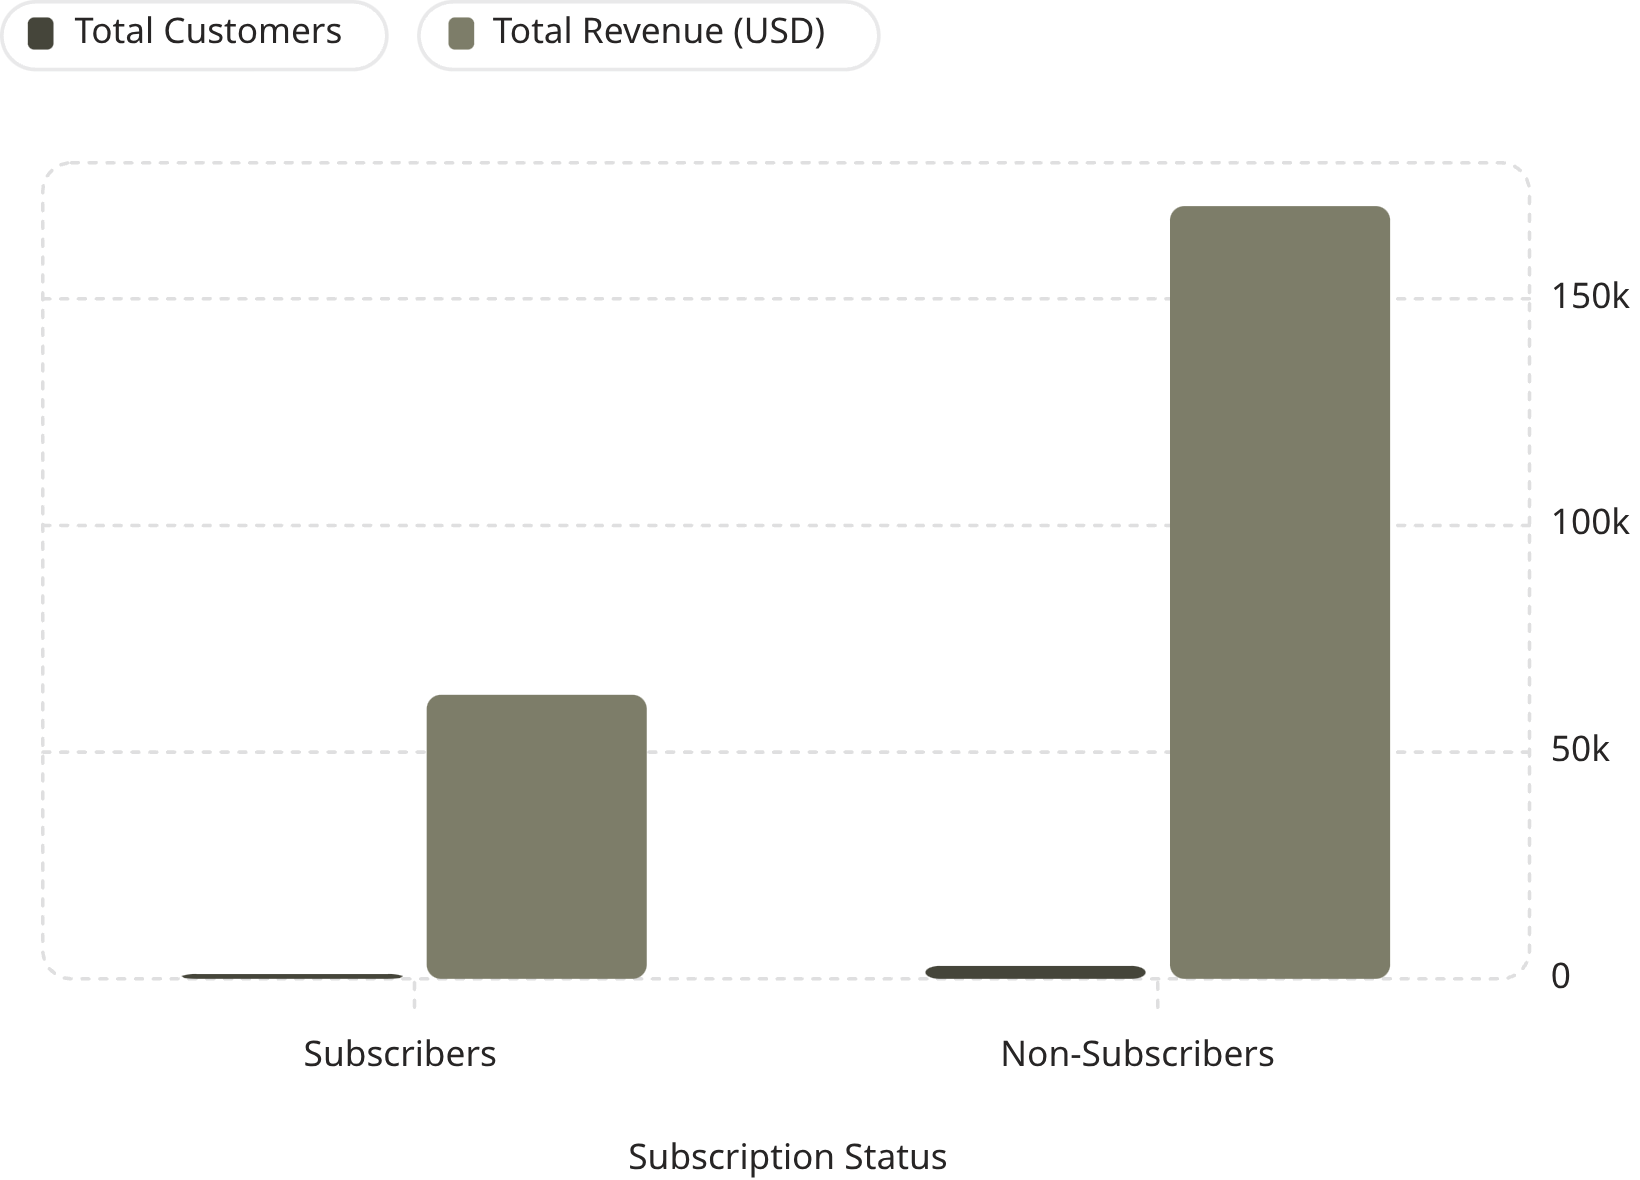 Total Customers
Total Revenue (USD)
150k
100k
50k
0
Subscribers
Non-Subscribers
Subscription Status